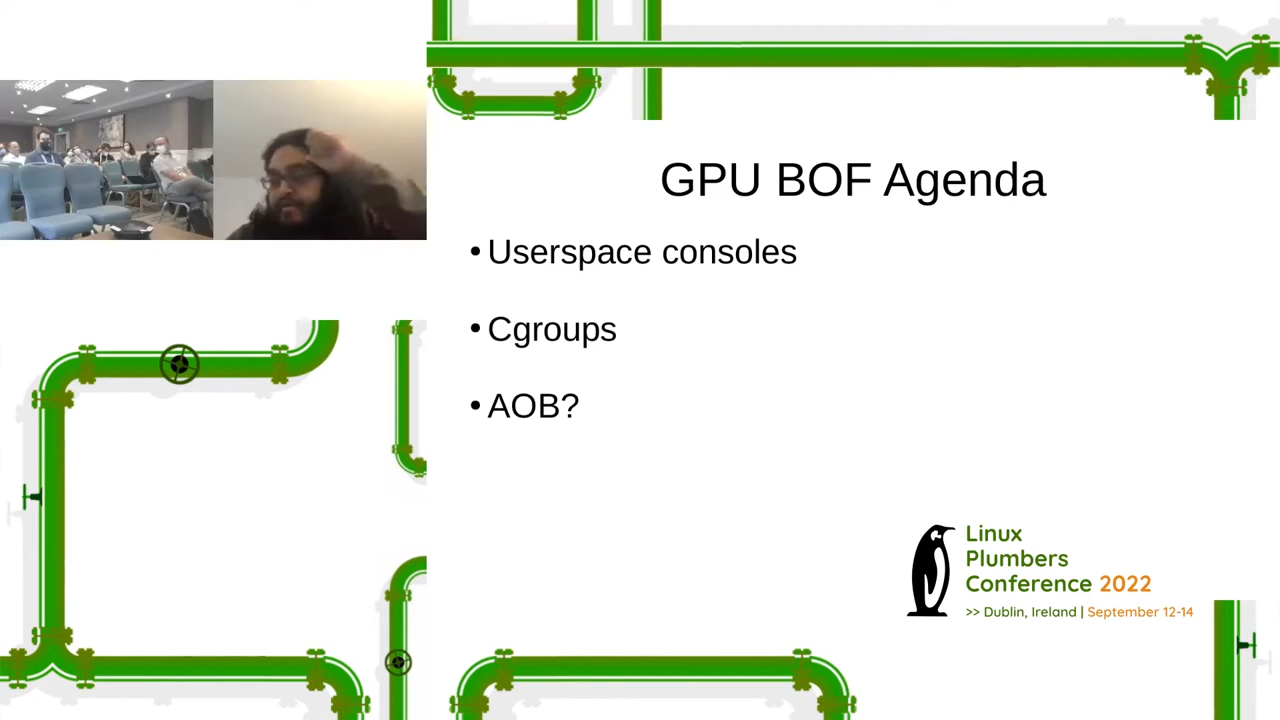 GPU BOF Agenda
• Userspace consoles
• Cgroups
• AOB?
Linux
Plumbers
Conference 2022
>> Dublin, Ireland | September 12-14